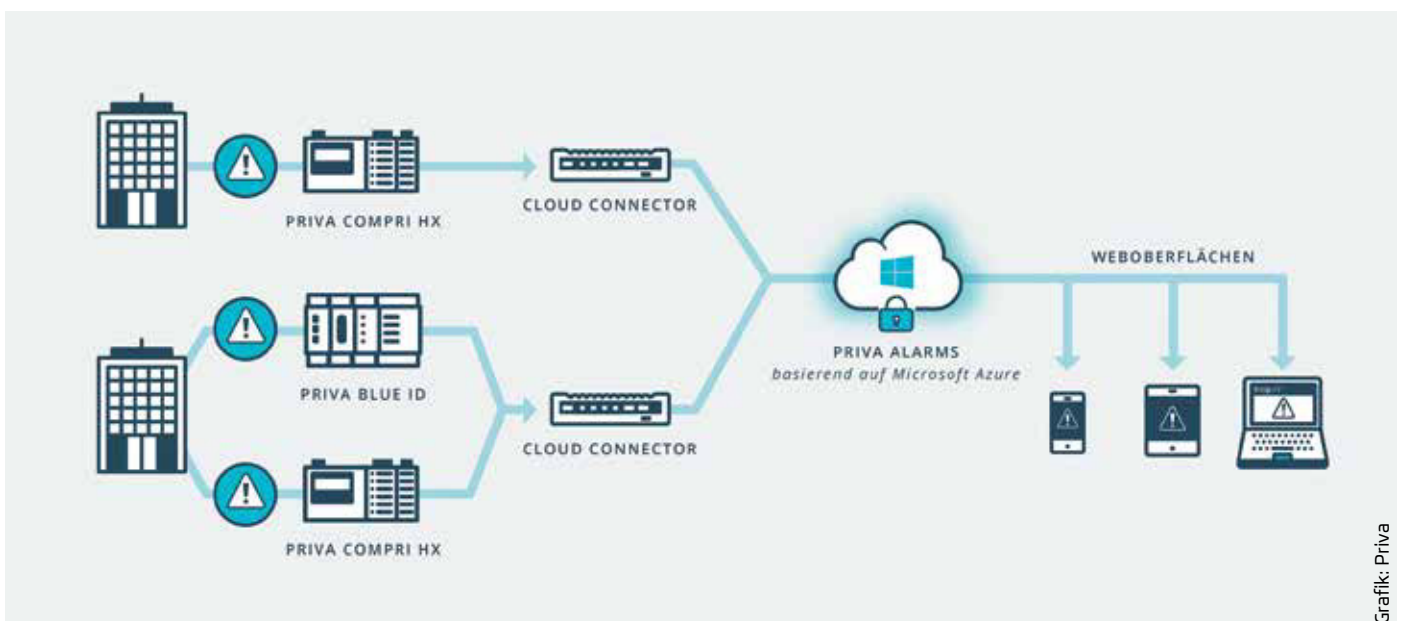 PRIVA COMPRI HX
CLOUD CONNECTOR
PRIVA BLUE ID
CLOUD CONNECTOR
PRIVA COMPRI HX
PRIVA ALARMS
basierend auf Microsoft Azure
WEBOBERFLÄCHEN
Grafik: Priva